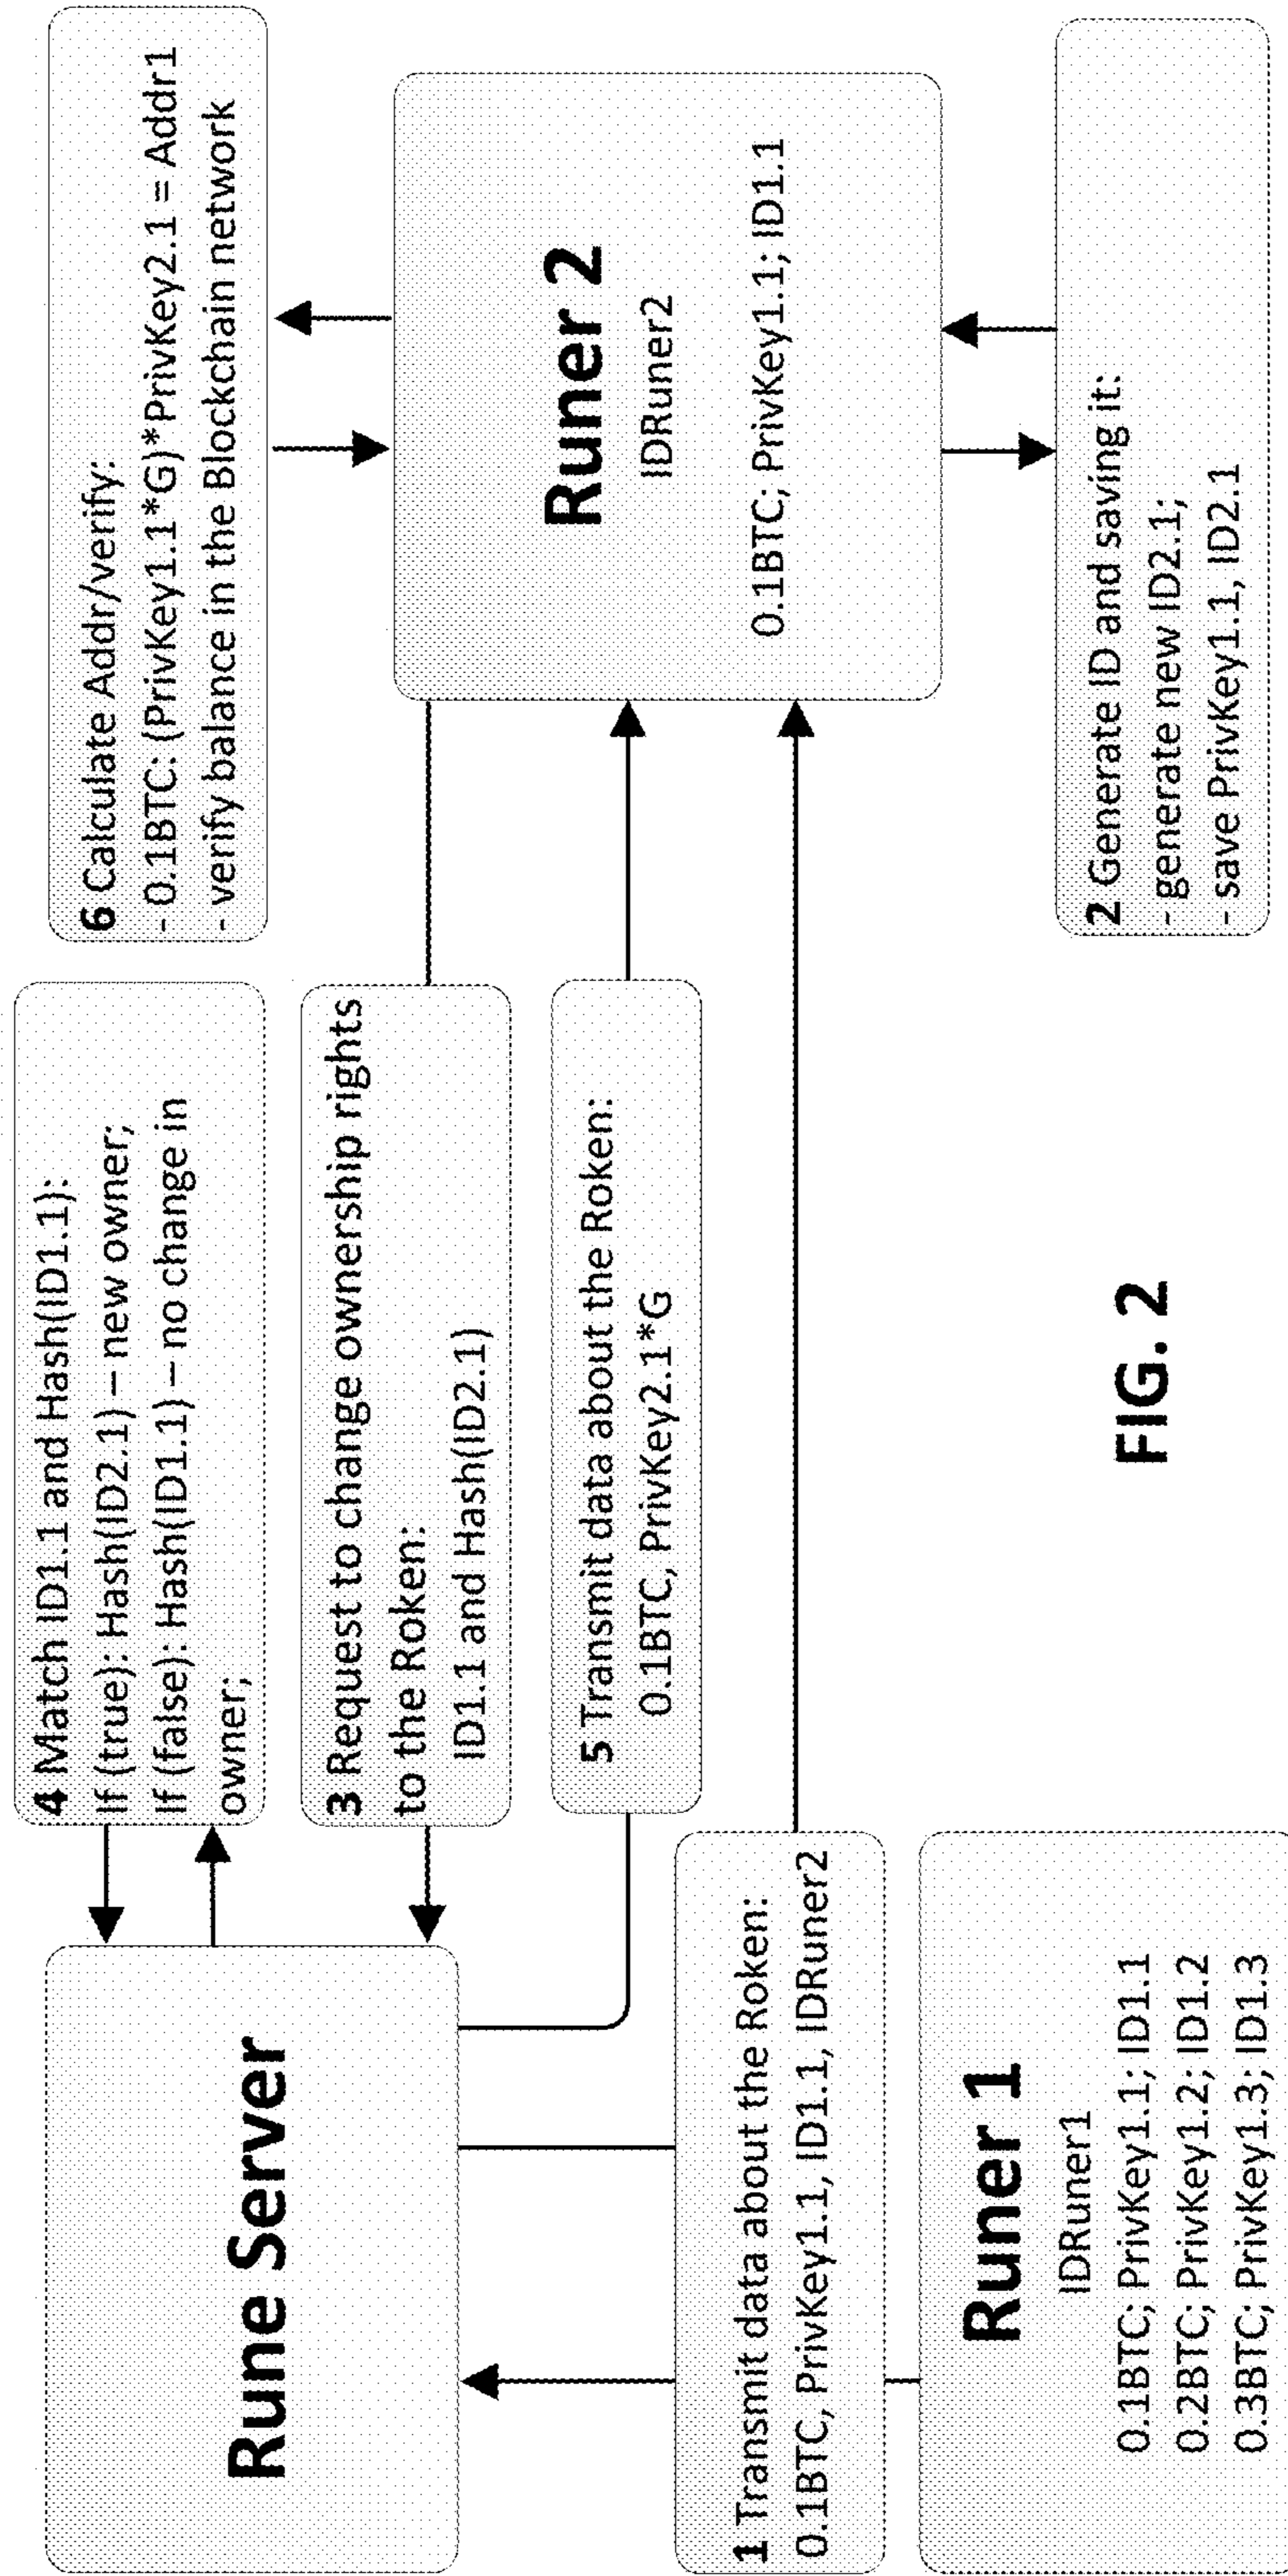 Rune Server
4 Match ID1.1 and Hash(ID1.1):
If (true): Hash(ID2.1) – new owner;
If (false): Hash(ID1.1) – no change in
owner;
6 Calculate Addr/verify:
- 0.1BTC: (PrivKey1.1*G)*PrivKey2.1 = Addr1
- verify balance in the Blockchain network
3 Request to change ownership rights
to the Roken:
ID1.1 and Hash(ID2.1)
5 Transmit data about the Roken:
0.1BTC, PrivKey2.1*G
Runer 2
IDRuner2
0.1BTC; PrivKey1.1; ID1.1
1 Transmit data about the Roken:
0.1BTC, PrivKey1.1, ID1.1, IDRuner2
Runer 1
IDRuner1
0.1BTC; PrivKey1.1; ID1.1
0.2BTC; PrivKey1.2; ID1.2
0.3BTC; PrivKey1.3; ID1.3
2 Generate ID and saving it:
- generate new ID2.1;
- save PrivKey1.1, ID2.1
FIG. 2